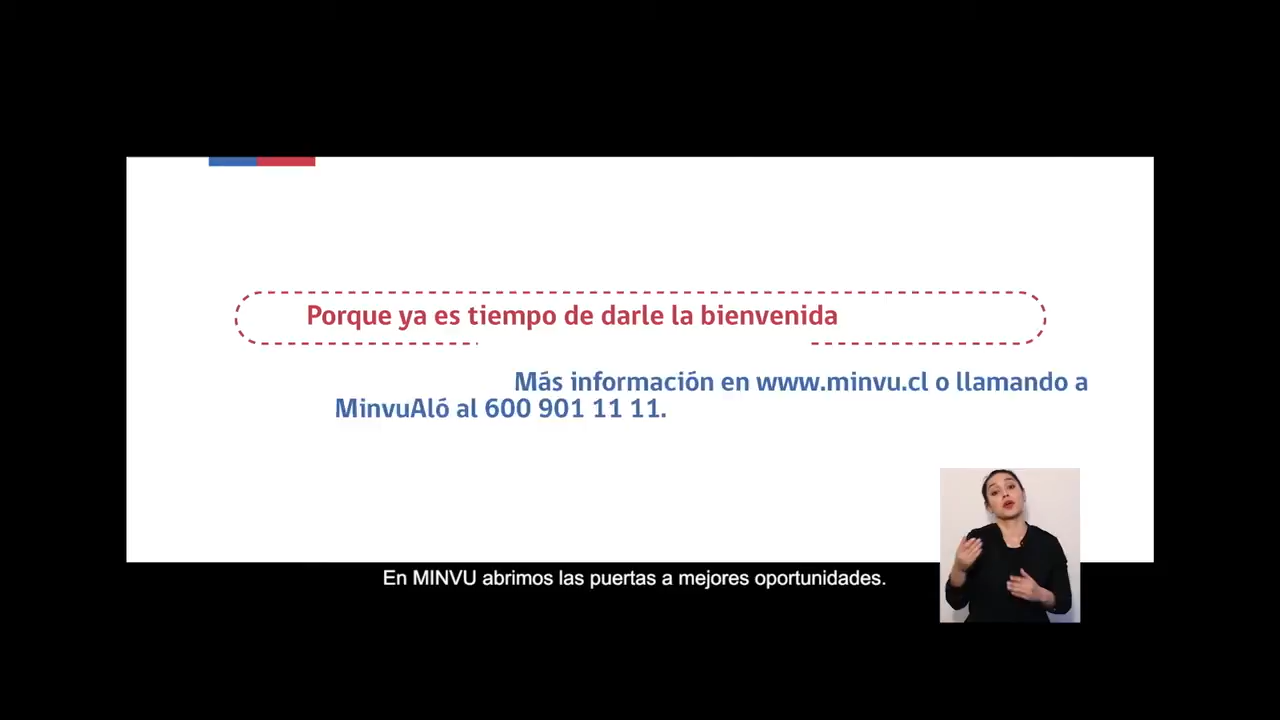 Porque ya es tiempo de darle la bienvenida
Más información en www.minvu.cl o llamando a
MinvuAló al 600 901 11 11.
En MINVU abrimos las puertas a mejores oportunidades.